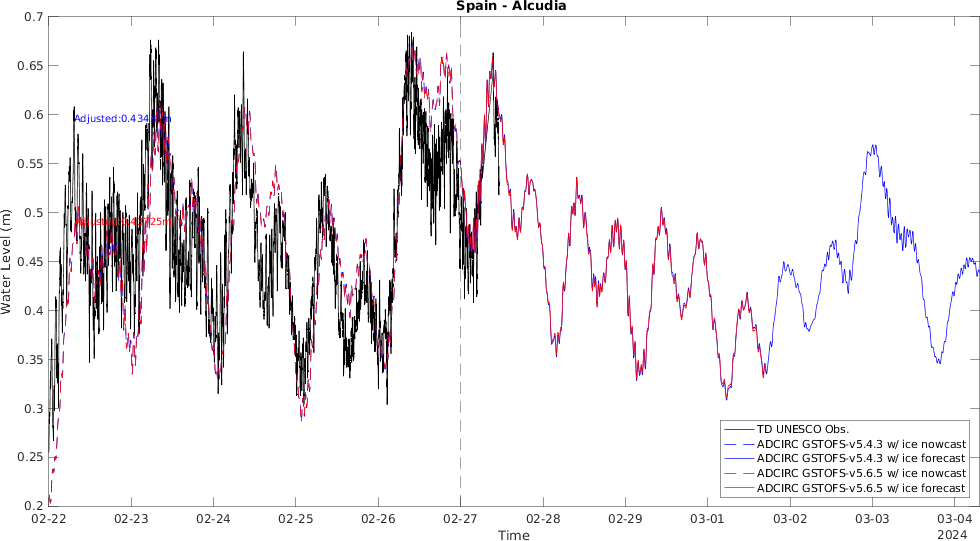 Spain - Alcudia
0.7
0.65
0.6
0.55
0.5
0.45
0.4
0.35
0.3
0.25
0.2
Water Level (m)
TD UNESCO Obs.
ADCIRC GSTOFS-v5.4.3 w/ ice nowcast
ADCIRC GSTOFS-v5.4.3 w/ ice forecast
ADCIRC GSTOFS-v5.6.5 w/ ice nowcast
ADCIRC GSTOFS-v5.6.5 w/ ice forecast
02-22 02-23 02-24 02-25 02-26 02-27 02-28 02-29 03-01 03-02 03-03 03-04
Time
2024